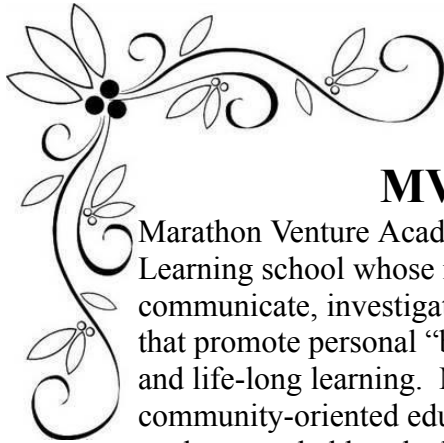 MV
Marathon Venture Acad
Learning school whose
communicate, investiga
that promote personal “
and life-long learning.
community-oriented edu